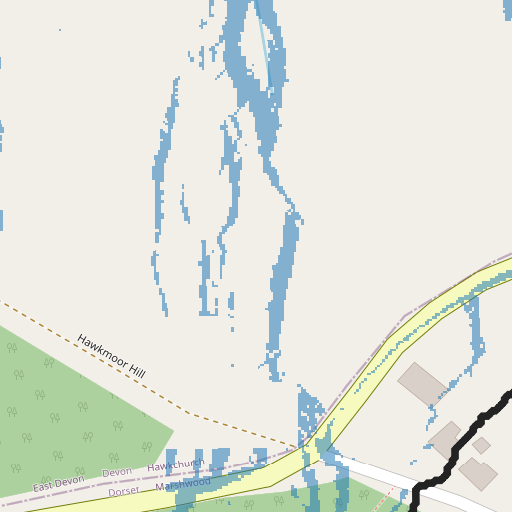 Hawkmoor Hill
East Devon
Devon
Hawkchurch
Dorset
Marshwood